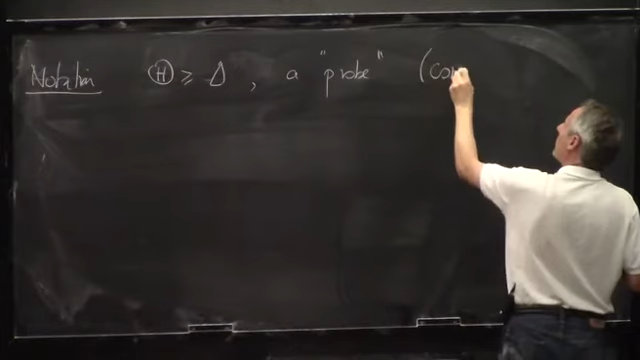 Notation Ⓗ ≥ Δ , a "probe" (con